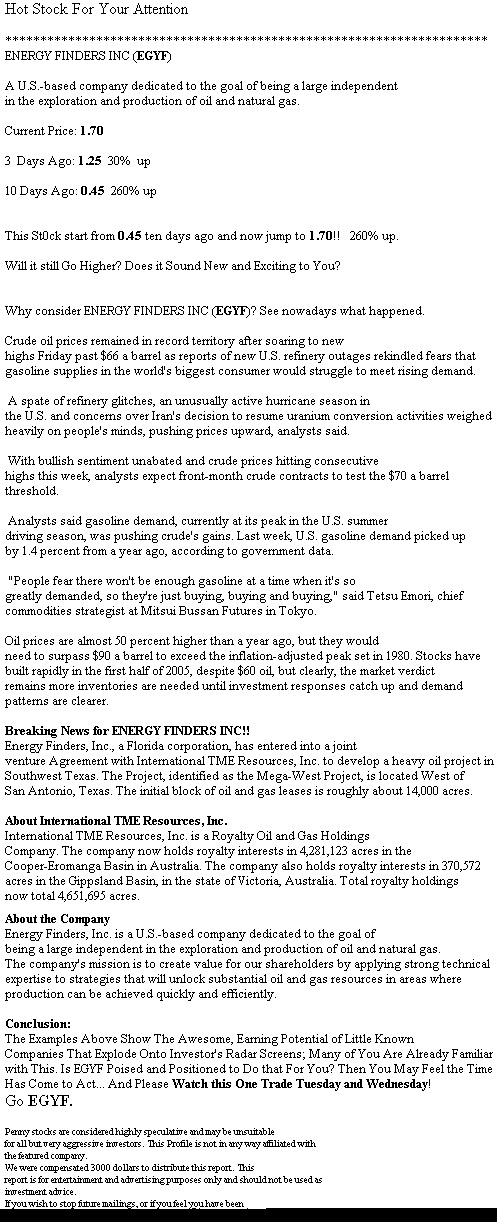 Hot Stock For Your Attention
*********************************************************************
ENERGY FINDERS INC (EGYF)
A U.S.-based company dedicated to the goal of being a large independent
in the exploration and production of oil and natural gas.
Current Price: 1.70
3 Days Ago: 1.25 30% up
10 Days Ago: 0.45 260% up
This St0ck start from 0.45 ten days ago and now jump to 1.70!! 260% up.
Will it still Go Higher? Does it Sound New and Exciting to You?
Why consider ENERGY FINDERS INC (EGYF)? See nowadays what happened.
Crude oil prices remained in record territory after soaring to new
highs Friday past $66 a barrel as reports of new U.S. refinery outages rekindled fears that
gasoline supplies in the world's biggest consumer would struggle to meet rising demand.
A spate of refinery glitches, an unusually active hurricane season in
the U.S. and concerns over Iran's decision to resume uranium conversion activities weighed
heavily on people's minds, pushing prices upward, analysts said.
With bullish sentiment unabated and crude prices hitting consecutive
highs this week, analysts expect front-month crude contracts to test the $70 a barrel
threshold.
Analysts said gasoline demand, currently at its peak in the U.S. summer
driving season, was pushing crude's gains. Last week, U.S. gasoline demand picked up
by 1.4 percent from a year ago, according to government data.
"People fear there won't be enough gasoline at a time when it's so
greatly demanded, so they're just buying, buying and buying," said Tetsu Emori, chief
commodities strategist at Mitsui Bussan Futures in Tokyo.
Oil prices are almost 50 percent higher than a year ago, but they would
need to surpass $90 a barrel to exceed the inflation-adjusted peak set in 1980. Stocks have
built rapidly in the first half of 2005, despite $60 oil, but clearly, the market verdict
remains more inventories are needed until investment responses catch up and demand
patterns are clearer.
Breaking News for ENERGY FINDERS INC!!
Energy Finders, Inc., a Florida corporation, has entered into a joint
venture Agreement with International TME Resources, Inc. to develop a heavy oil project in
Southwest Texas. The Project, identified as the Mega-West Project, is located West of
San Antonio, Texas. The initial block of oil and gas leases is roughly about 14,000 acres.
About International TME Resources, Inc.
International TME Resources, Inc. is a Royalty Oil and Gas Holdings
Company. The company now holds royalty interests in 4,281,123 acres in the
Cooper-Eromanga Basin in Australia. The company also holds royalty interests in 370,572
acres in the Gippsland Basin, in the state of Victoria, Australia. Total royalty holdings
now total 4,651,695 acres.
About the Company
Energy Finders, Inc. is a U.S.-based company dedicated to the goal of
being a large independent in the exploration and production of oil and natural gas.
The company's mission is to create value for our shareholders by applying strong technical
expertise to strategies that will unlock substantial oil and gas resources in areas where
production can be achieved quickly and efficiently.
Conclusion:
The Examples Above Show The Awesome, Earning Potential of Little Known
Companies That Explode Onto Investor's Radar Screens; Many of You Are Already Familiar
with This. Is EGYF Poised and Positioned to Do that For You? Then You May Feel the Time
Has Come to Act... And Please Watch this One Trade Tuesday and Wednesday!
Go EGYF.
Penny stocks are considered highly speculative and may be unsuitable
for all but very aggressive investors. This Profile is not in any way affiliated with
the featured company.
We were compensated 3000 dollars to distribute this report. This
report is for entertainment and advertising purposes only and should not be used as
investment advice.
If you wish to stop future mailings, or if you feel you have been